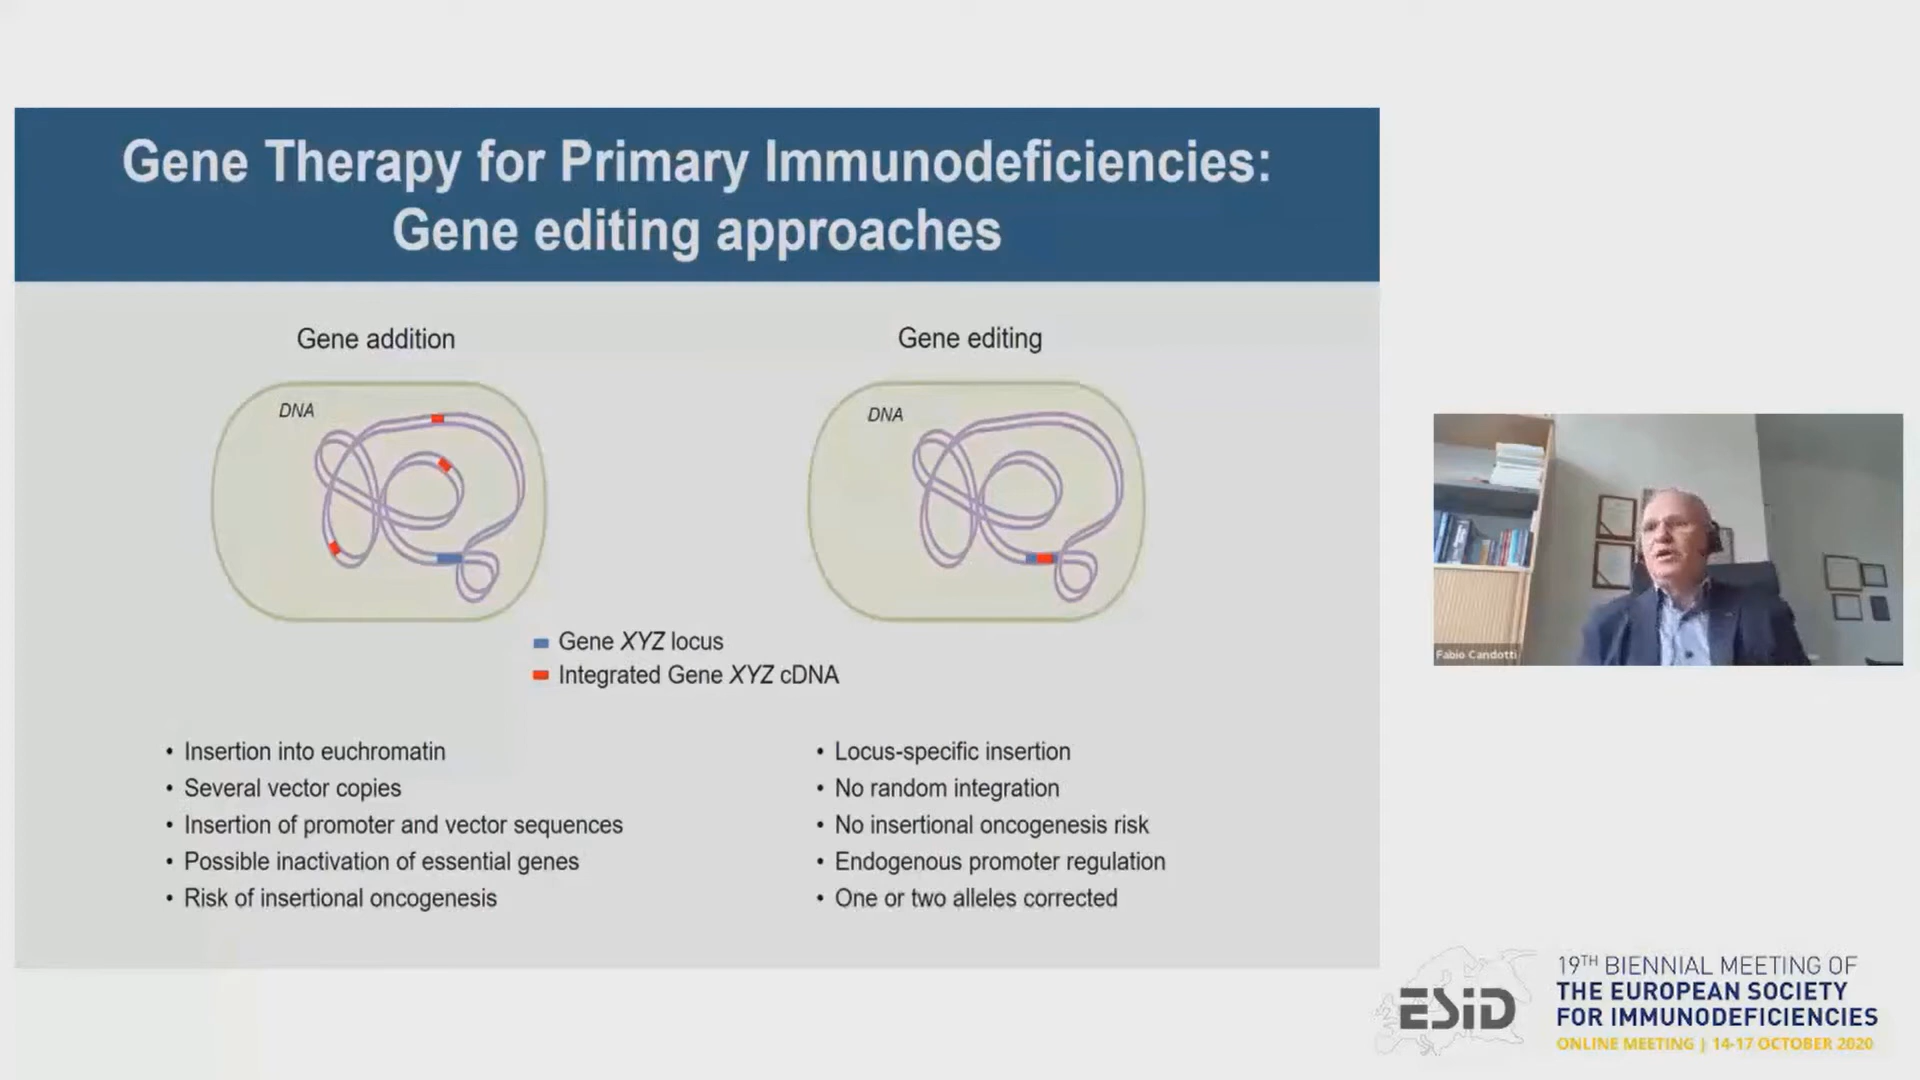 Gene Therapy for Primary Immunodeficiencies:
Gene editing approaches
Gene addition
Gene editing
DNA
DNA
Gene XYZ locus
Integrated Gene XYZ cDNA
• Insertion into euchromatin
• Several vector copies
• Insertion of promoter and vector sequences
• Possible inactivation of essential genes
• Risk of insertional oncogenesis
• Locus-specific insertion
• No random integration
• No insertional oncogenesis risk
• Endogenous promoter regulation
• One or two alleles corrected
Fabio Candotti
ESiD
19TH BIENNIAL MEETING OF
THE EUROPEAN SOCIETY
FOR IMMUNODEFICIENCIES
ONLINE MEETING | 14-17 OCTOBER 2020